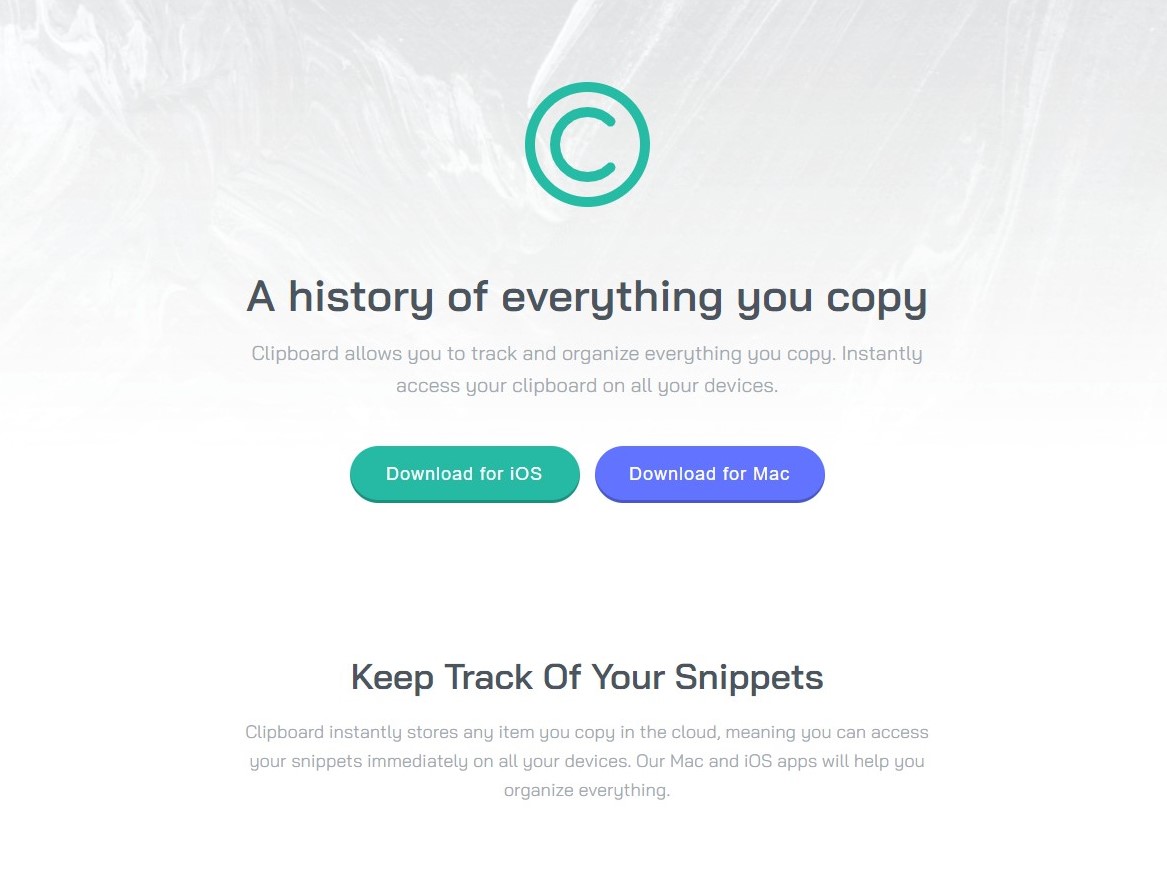 A history of everything you copy
Clipboard allows you to track and organize everything you copy. Instantly
access your clipboard on all your devices.
Download for iOS
Download for Mac
Keep Track Of Your Snippets
Clipboard instantly stores any item you copy in the cloud, meaning you can access
your snippets immediately on all your devices. Our Mac and iOS apps will help you
organize everything.